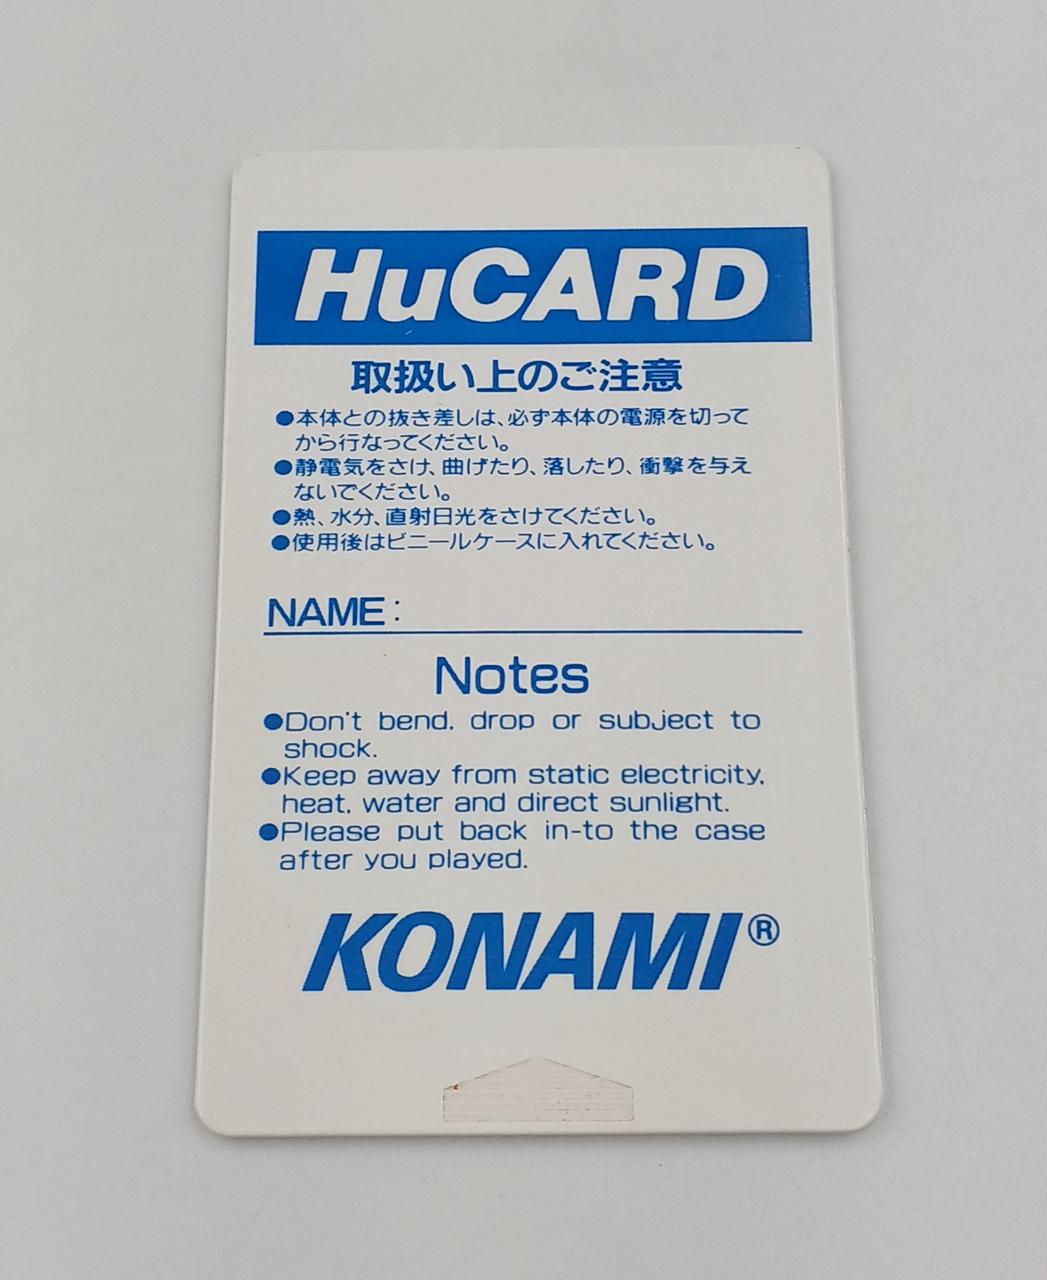 HuCARD
取扱い上のご注意
●本体との抜き差しは、必ず本体の電源を切って
から行なってください。
●静電気をさけ、曲げたり、落したり、衝撃を与え
ないでください。
●熱、水分、直射日光をさけてください。
●使用後はビニールケースに入れてください。
NAME:
Notes
●Don't bend, drop or subject to
shock.
●Keep away from static electricity,
heat, water and direct sunlight.
●Please put back in-to the case
after you played.
KONAMI®